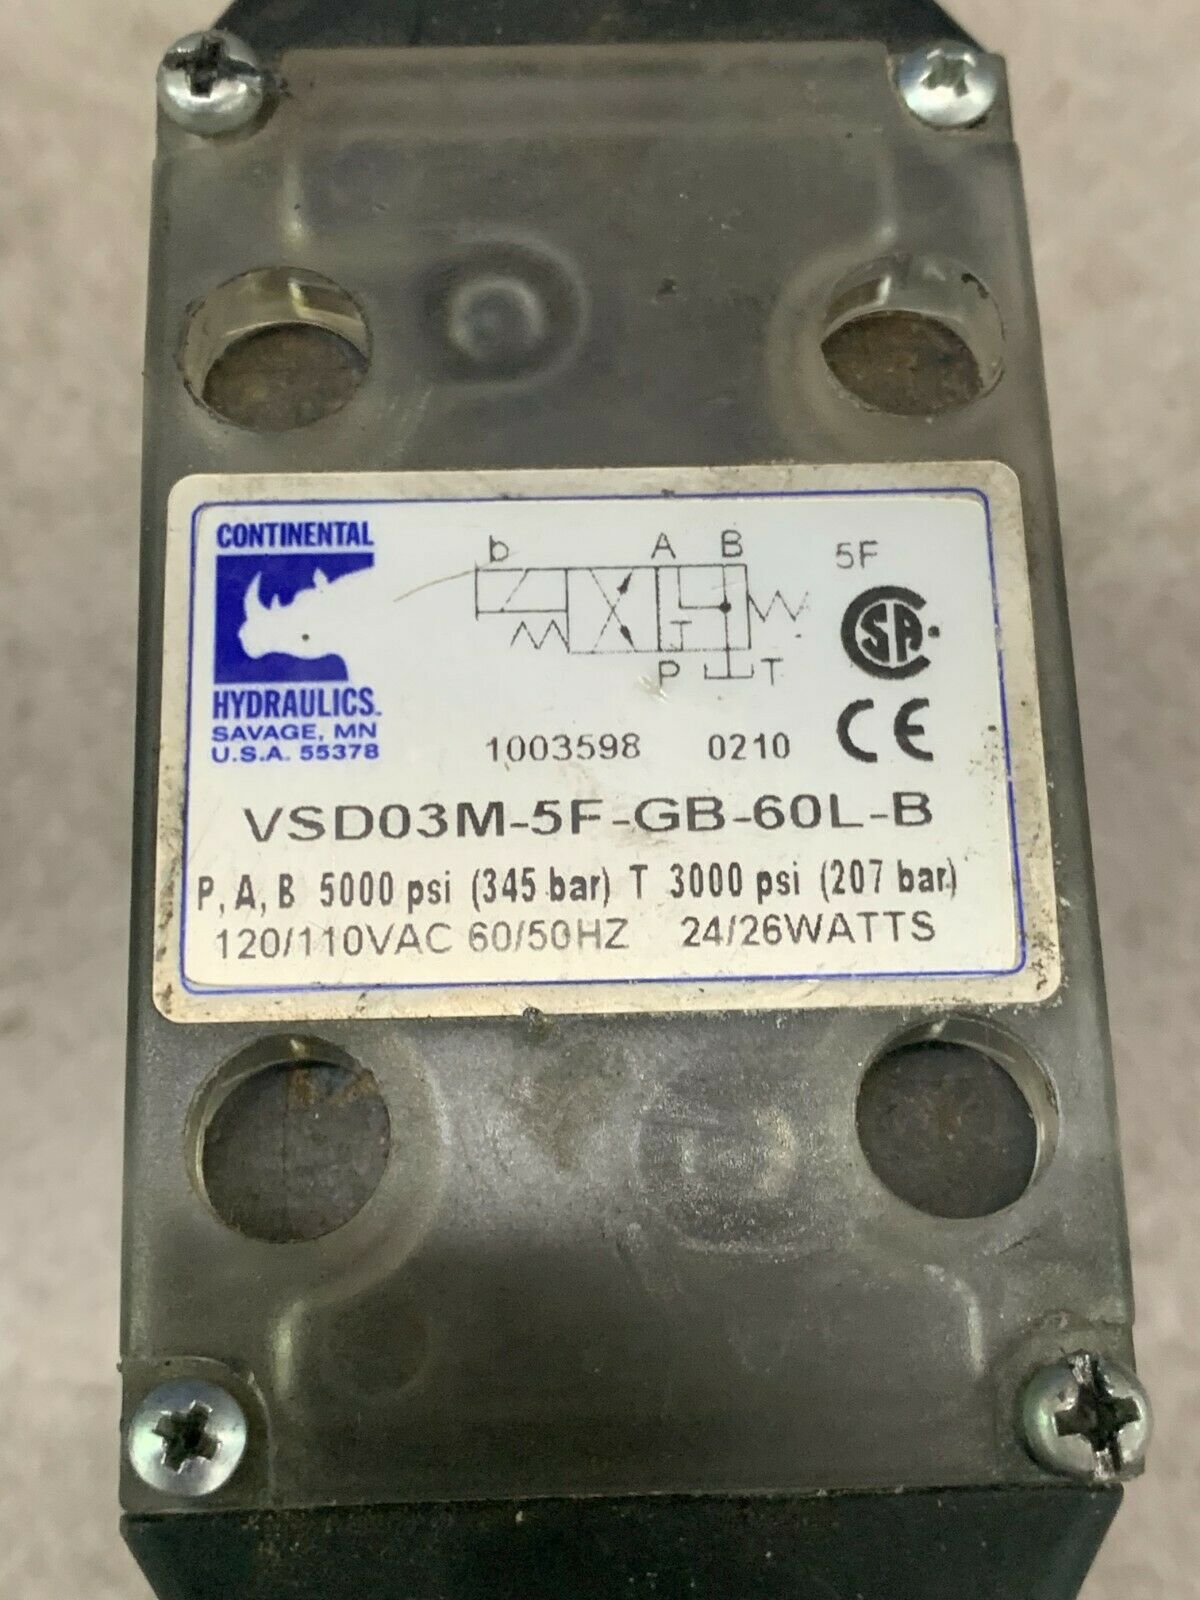 CONTINENTAL
HYDRAULICS
SAVAGE, MN
U.S.A. 55378
b A B 5F
P T
CSA
1003598 0210 CE
VSD03M-5F-GB-60L-B
P, A, B 5000 psi (345 bar) T 3000 psi (207 bar)
120/110VAC 60/50HZ 24/26WATTS